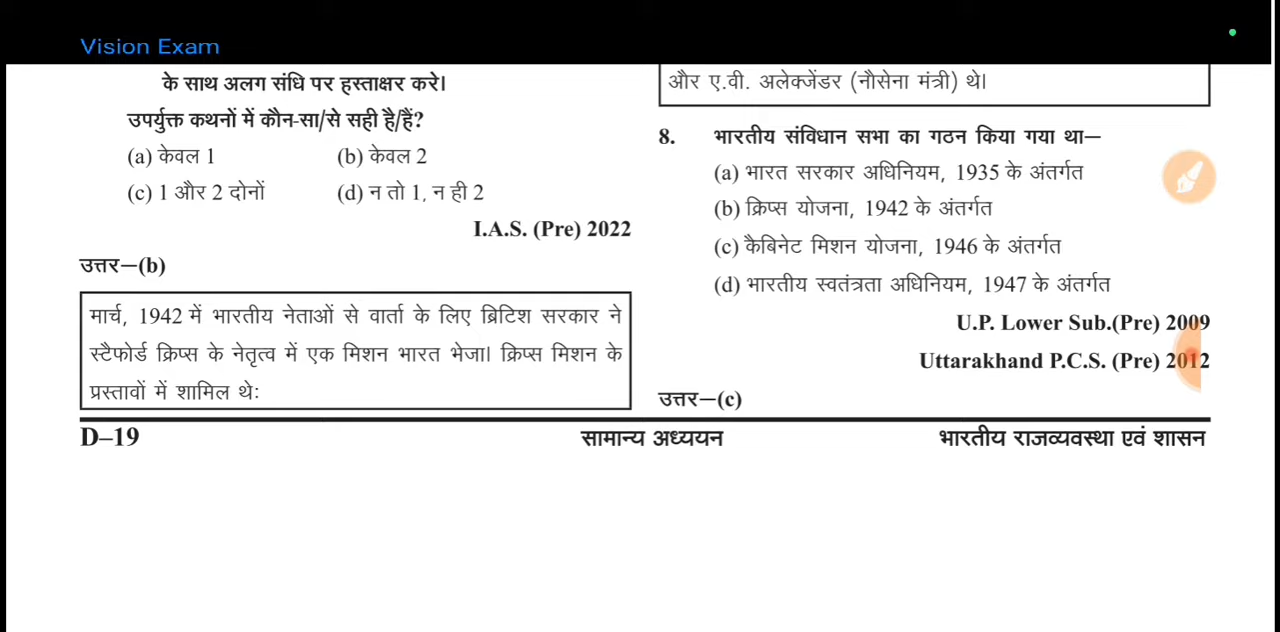 Vision Exam
के साथ अलग संधि पर हस्ताक्षर करे।
उपर्युक्त कथनों में कौन-सा/से सही है/हैं?
(a) केवल 1 (b) केवल 2
(c) 1 और 2 दोनों (d) न तो 1, न ही 2
I.A.S. (Pre) 2022
उत्तर—(b)
मार्च, 1942 में भारतीय नेताओं से वार्ता के लिए ब्रिटिश सरकार ने
स्टैफोर्ड क्रिप्स के नेतृत्व में एक मिशन भारत भेजा। क्रिप्स मिशन के
प्रस्तावों में शामिल थे:
और ए.वी. अलेक्जेंडर (नौसेना मंत्री) थे।
8. भारतीय संविधान सभा का गठन किया गया था—
(a) भारत सरकार अधिनियम, 1935 के अंतर्गत
(b) क्रिप्स योजना, 1942 के अंतर्गत
(c) कैबिनेट मिशन योजना, 1946 के अंतर्गत
(d) भारतीय स्वतंत्रता अधिनियम, 1947 के अंतर्गत
U.P. Lower Sub.(Pre) 2009
Uttarakhand P.C.S. (Pre) 2012
उत्तर—(c)
D–19 सामान्य अध्ययन भारतीय राजव्यवस्था एवं शासन